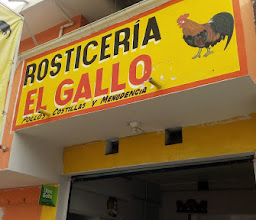 ROSTICERÍA
EL GALLO
POLLOS COSTILLAS Y MENUDENCIA